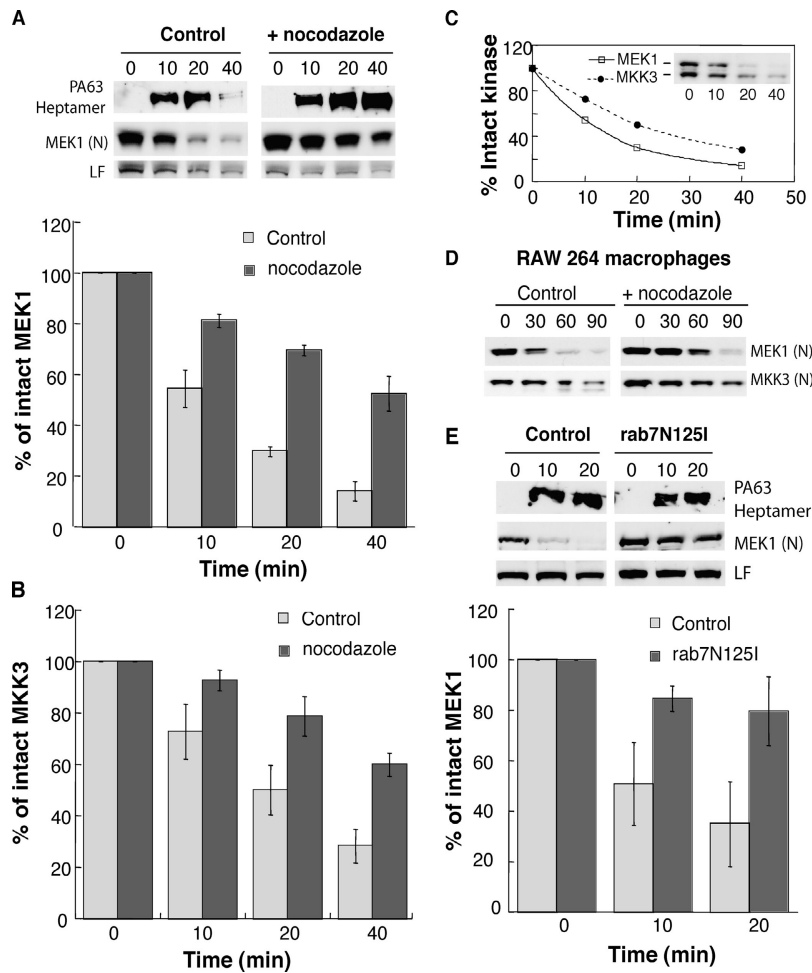 A
Control
+ nocodazole
0 10 20 40 0 10 20 40
PA63
Heptamer
MEK1 (N)
LF
120
100
80
60
40
20
0
% of intact MEK1
Control
nocodazole
0 10 20 40
Time (min)
B
120
100
80
60
40
20
0
% of intact MKK3
Control
nocodazole
0 10 20 40
Time (min)
C
120
100
80
60
40
20
0
% Intact kinase
MEK1
MKK3
0 10 20 40
0 10 20 30 40 50
Time (min)
D
RAW 264 macrophages
Control
+ nocodazole
0 30 60 90 0 30 60 90
MEK1 (N)
MKK3 (N)
E
Control
rab7N125I
0 10 20 0 10 20
PA63
Heptamer
MEK1 (N)
LF
120
100
80
60
40
20
0
% of intact MEK1
Control
rab7N125I
0 10 20
Time (min)